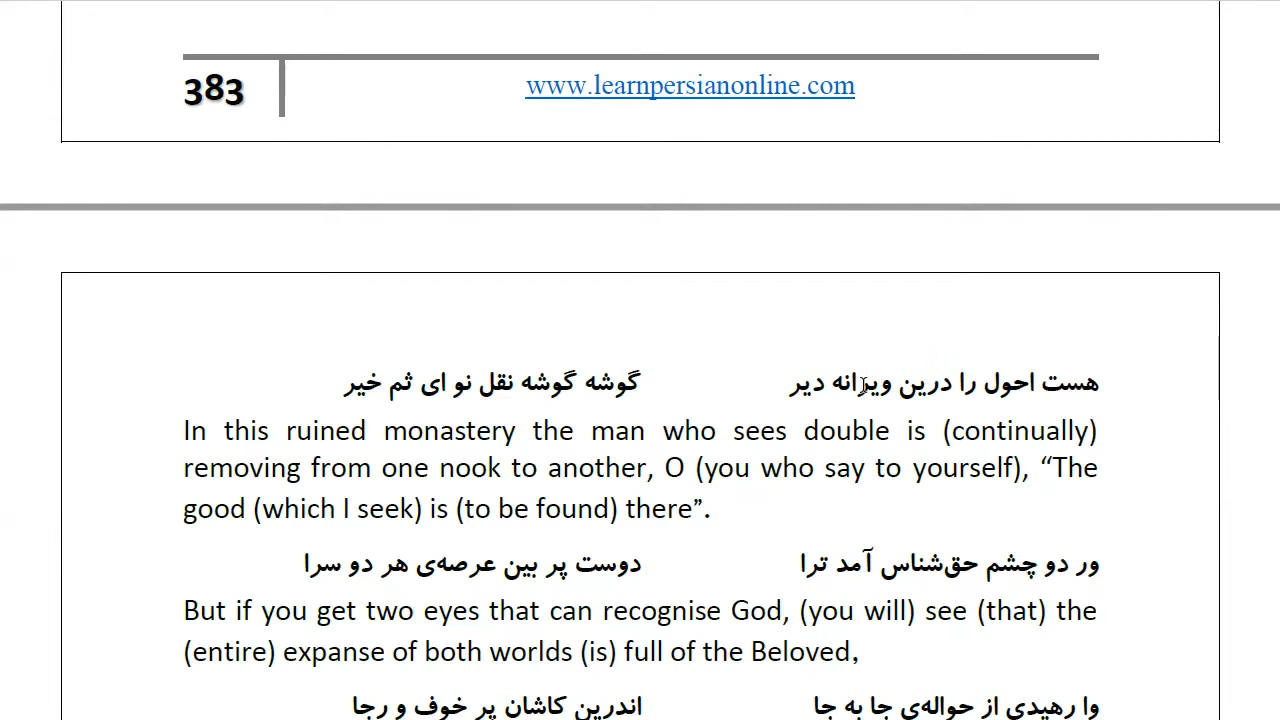 383 www.learnpersianonline.com
هست احول را درین ویرانه دیر گوشه گوشه نقل نو ای ثم خیر
In this ruined monastery the man who sees double is (continually)
removing from one nook to another, O (you who say to yourself), “The
good (which I seek) is (to be found) there”.
ور دو چشم حق‌شناس آمد ترا دوست پر بین عرصه‌ی هر دو سرا
But if you get two eyes that can recognise God, (you will) see (that) the
(entire) expanse of both worlds (is) full of the Beloved,
وا رهیدی از حواله‌ی جا به جا اندرین کاشان پر خوف و رجا